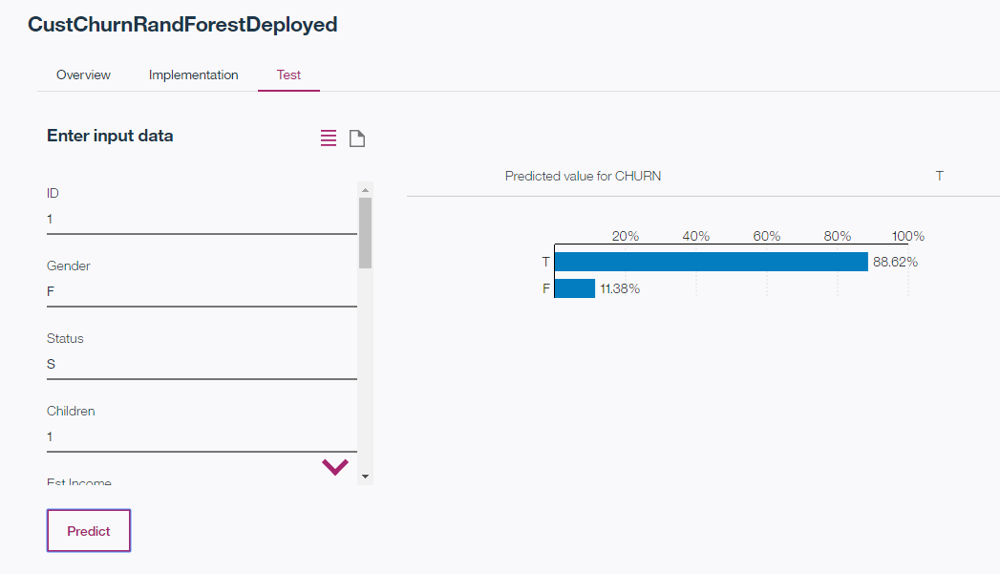 CustChurnRandForestDeployed
Overview Implementation Test
Enter input data
ID
1
Gender
F
Status
S
Children
1
Est Income
Predict
Predicted value for CHURN T
20% 40% 60% 80% 100%
T 88.62%
F 11.38%